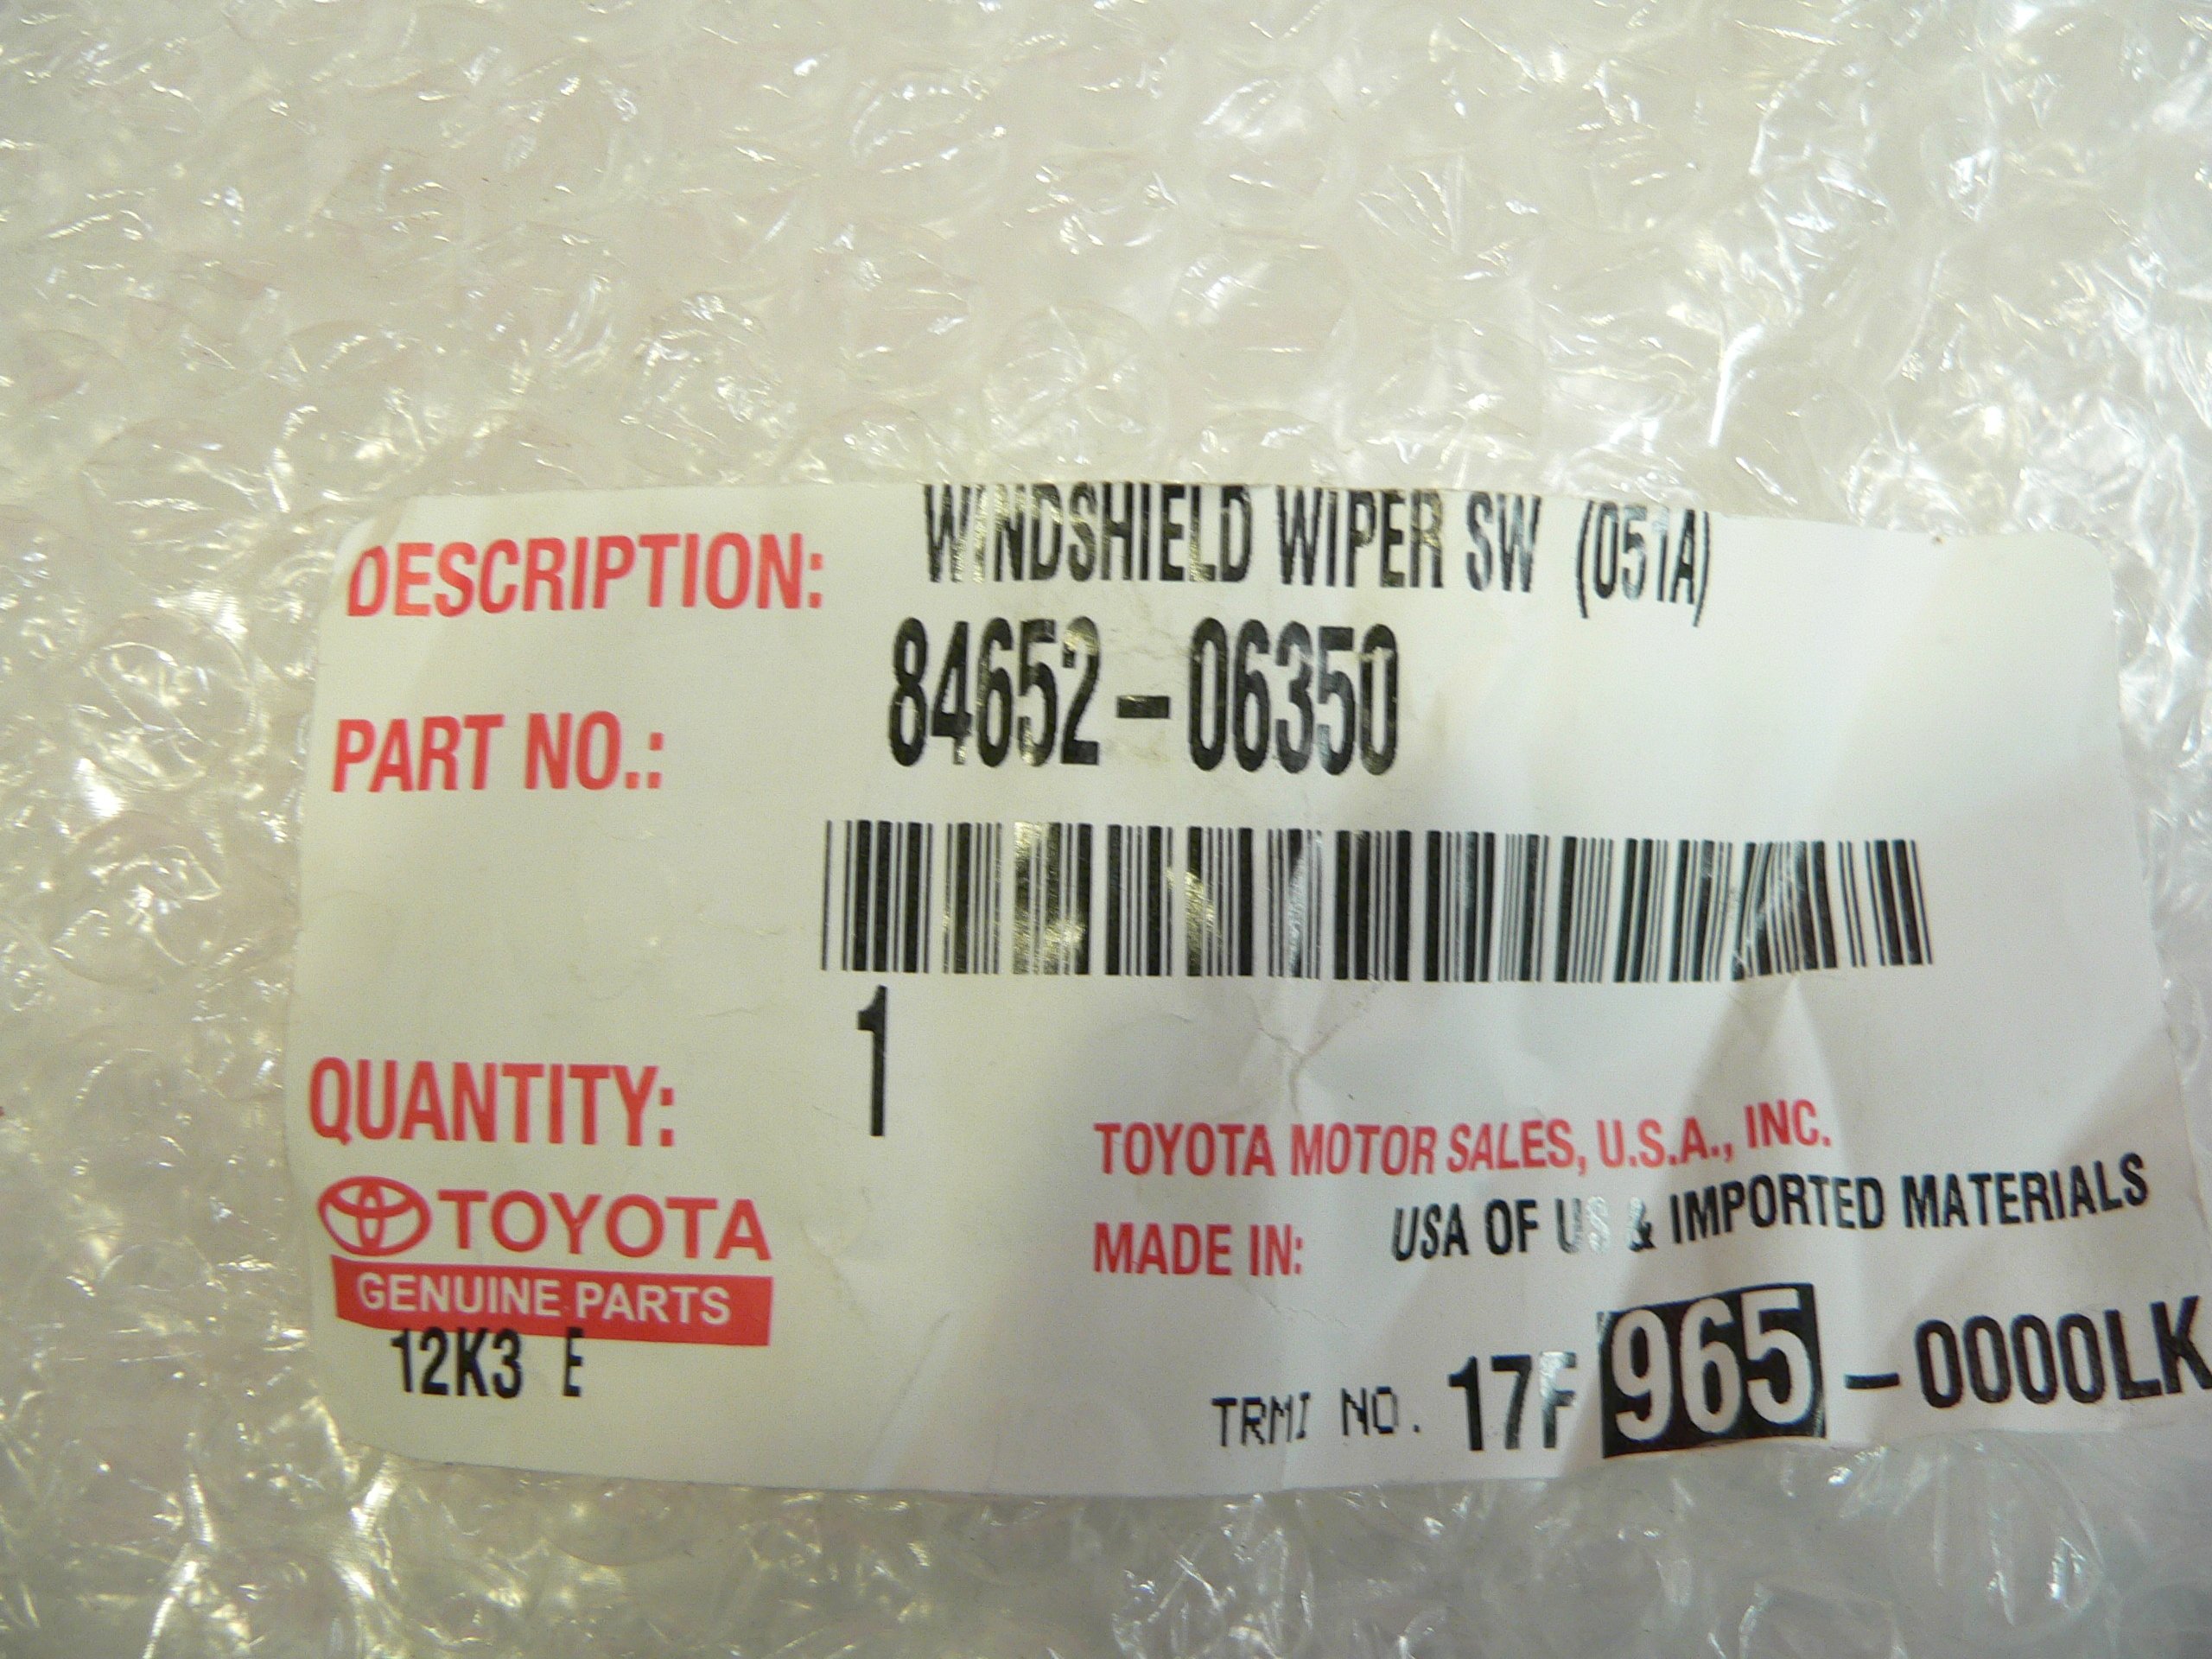 DESCRIPTION: WINDSHIELD WIPER SW (051A)
PART NO.: 84652-06350
QUANTITY: 1
TOYOTA
GENUINE PARTS
12K3 E
TOYOTA MOTOR SALES, U.S.A., INC.
MADE IN: USA OF US & IMPORTED MATERIALS
TRMI NO. 17F 965 -0000LK